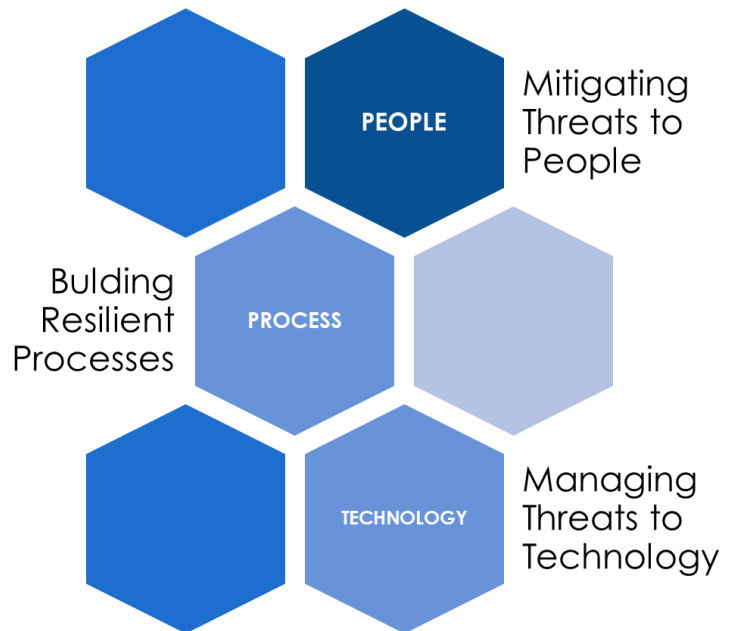 PEOPLE
Mitigating
Threats to
People
Bulding
Resilient
Processes
PROCESS
TECHNOLOGY
Managing
Threats to
Technology